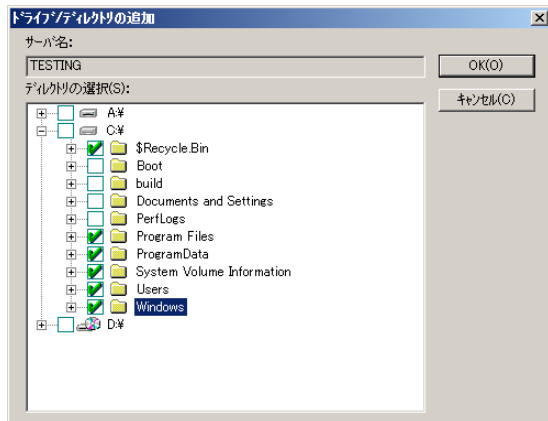 ﾄﾞﾗｲﾌﾞ/ﾃﾞｨﾚｸﾄﾘの追加
ｻｰﾊﾞ名:
TESTING
OK(O)
ﾃﾞｨﾚｸﾄﾘの選択(S):
ｷｬﾝｾﾙ(C)
A:¥
C:¥
$Recycle.Bin
Boot
build
Documents and Settings
PerfLogs
Program Files
ProgramData
System Volume Information
Users
Windows
D:¥